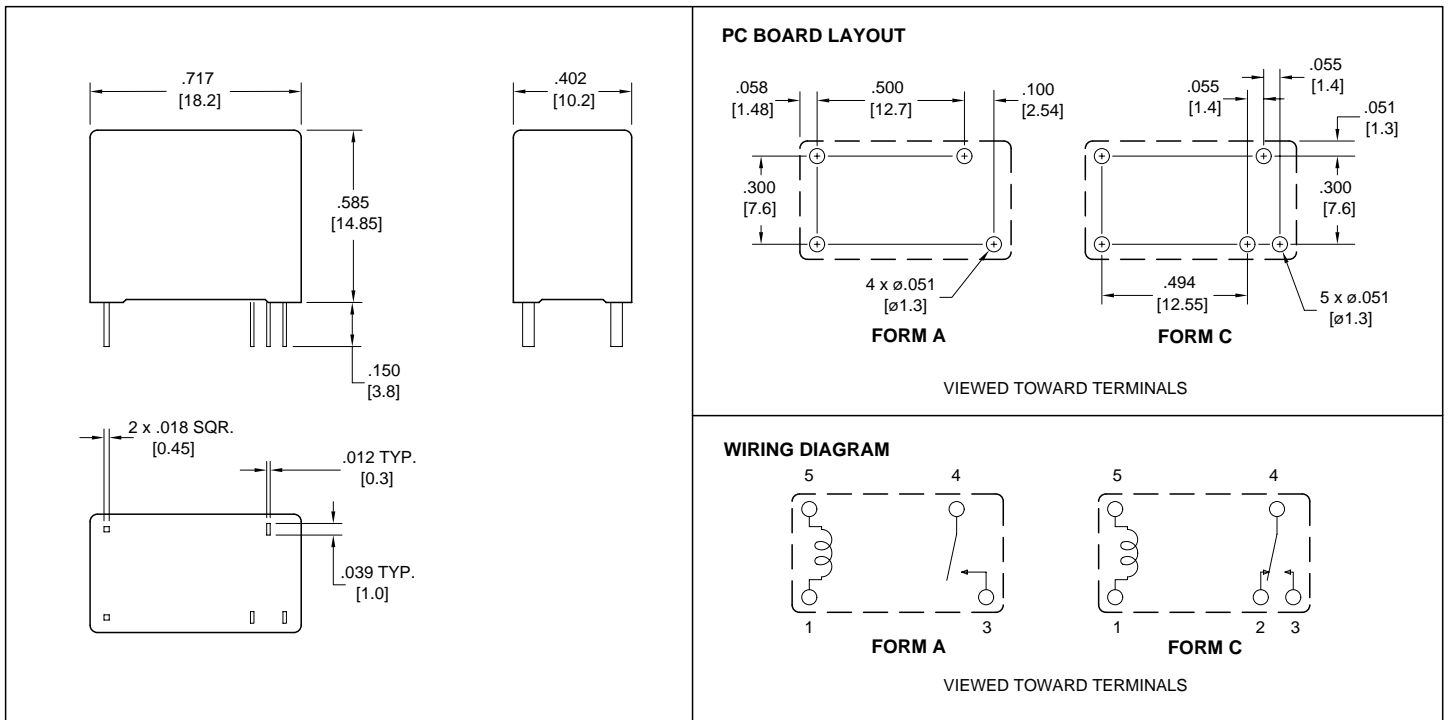 .717
[18.2]
.402
[10.2]
.585
[14.85]
.150
[3.8]
2 x .018 SQR.
[0.45]
.012 TYP.
[0.3]
.039 TYP.
[1.0]
PC BOARD LAYOUT
.058
[1.48]
.500
[12.7]
.100
[2.54]
.300
[7.6]
4 x ø.051
[ø1.3]
FORM A
.055
[1.4]
.055
[1.4]
.051
[1.3]
.300
[7.6]
.494
[12.55]
5 x ø.051
[ø1.3]
FORM C
VIEWED TOWARD TERMINALS
WIRING DIAGRAM
5 4
1 3
FORM A
5 4
1 2 3
FORM C
VIEWED TOWARD TERMINALS